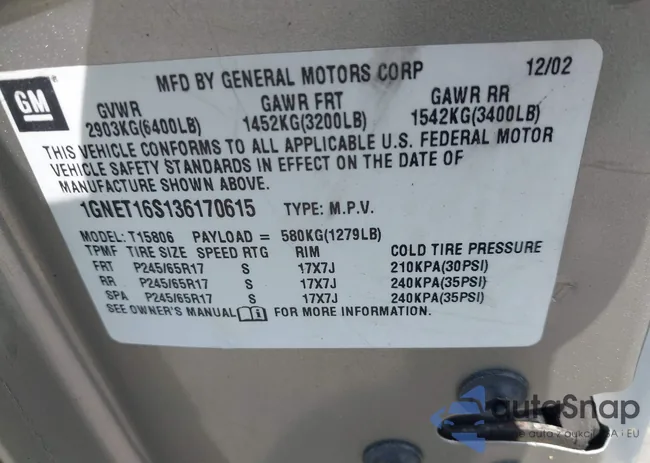 GM
MFD BY GENERAL MOTORS CORP 12/02
GVWR GAWR FRT GAWR RR
2903KG(6400LB) 1452KG(3200LB) 1542KG(3400LB)
THIS VEHICLE CONFORMS TO ALL APPLICABLE U.S. FEDERAL MOTOR
VEHICLE SAFETY STANDARDS IN EFFECT ON THE DATE OF
MANUFACTURE SHOWN ABOVE.
1GNET16S136170615 TYPE: M.P.V.
MODEL: T15806 PAYLOAD = 580KG(1279LB)
TPMF TIRE SIZE SPEED RTG RIM COLD TIRE PRESSURE
FRT P245/65R17 S 17X7J 210KPA(30PSI)
RR P245/65R17 S 17X7J 240KPA(35PSI)
SPA P245/65R17 S 17X7J 240KPA(35PSI)
SEE OWNER'S MANUAL i FOR MORE INFORMATION.
autoSnap
auto z aukcji USA EU